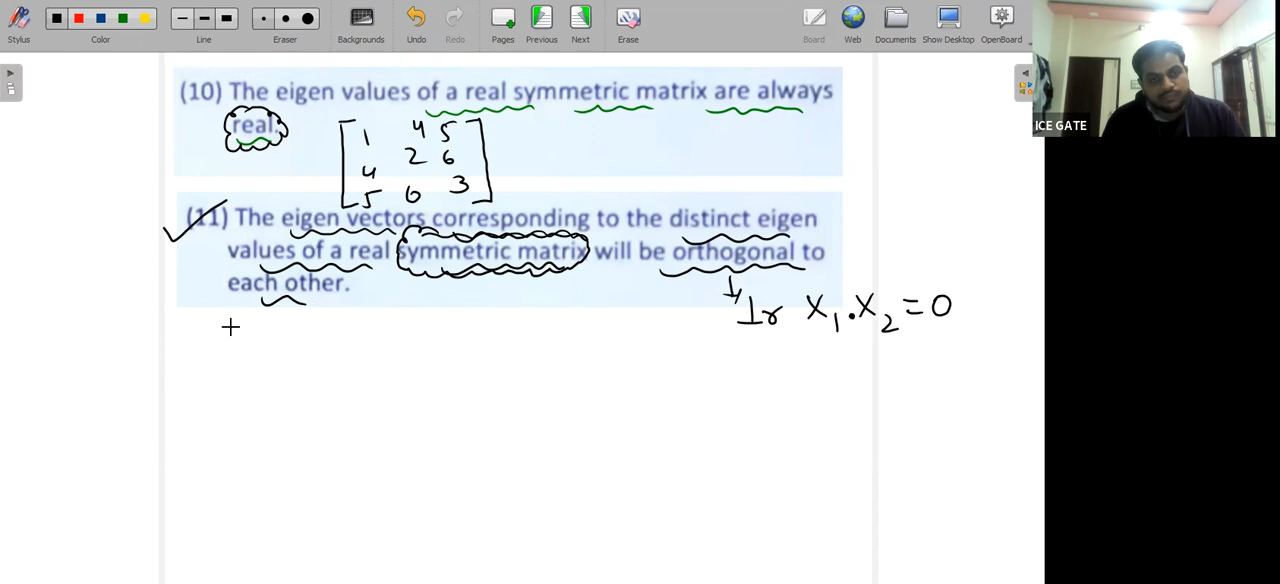 Stylus
Color
Line
Eraser
Backgrounds
Undo
Redo
Pages
Previous
Next
Erase
Board
Web
Documents
Show Desktop
OpenBoard
ICE GATE
(10) The eigen values of a real symmetric matrix are always
real.
1 4 5
4 2 6
5 6 3
(11) The eigen vectors corresponding to the distinct eigen
values of a real symmetric matrix will be orthogonal to
each other.
⊥r X₁.X₂=0